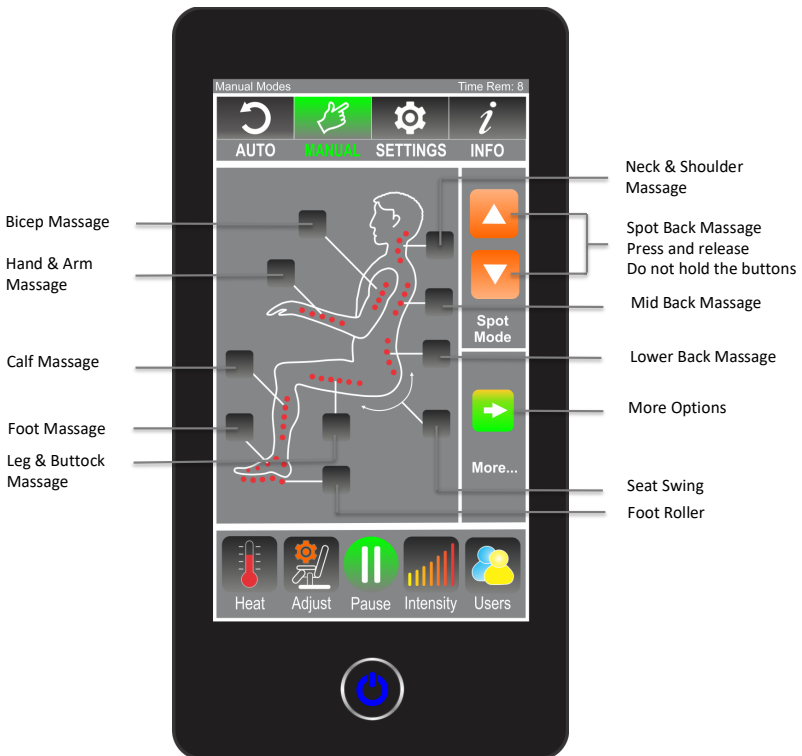 Manual Modes Time Rem: 8
AUTO MANUAL SETTINGS INFO
Neck & Shoulder
Massage
Bicep Massage
Spot Back Massage
Press and release
Do not hold the buttons
Hand & Arm
Massage
Mid Back Massage
Spot
Mode
Calf Massage
Lower Back Massage
More Options
Foot Massage
Leg & Buttock
Massage
More...
Seat Swing
Foot Roller
Heat Adjust Pause Intensity Users